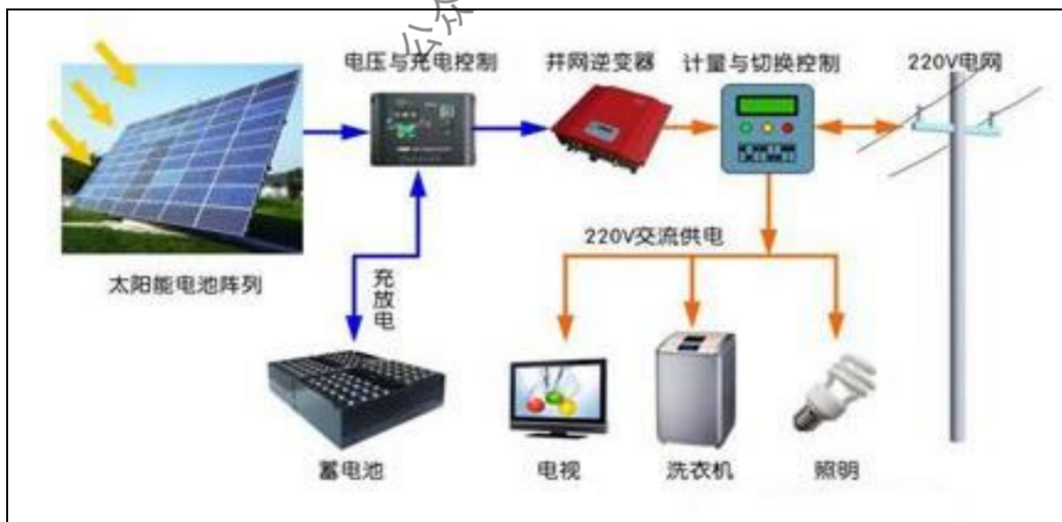 公众
电压与充电控制
并网逆变器
计量与切换控制
220V电网
220V交流供电
太阳能电池阵列
充放电
蓄电池
电视
洗衣机
照明